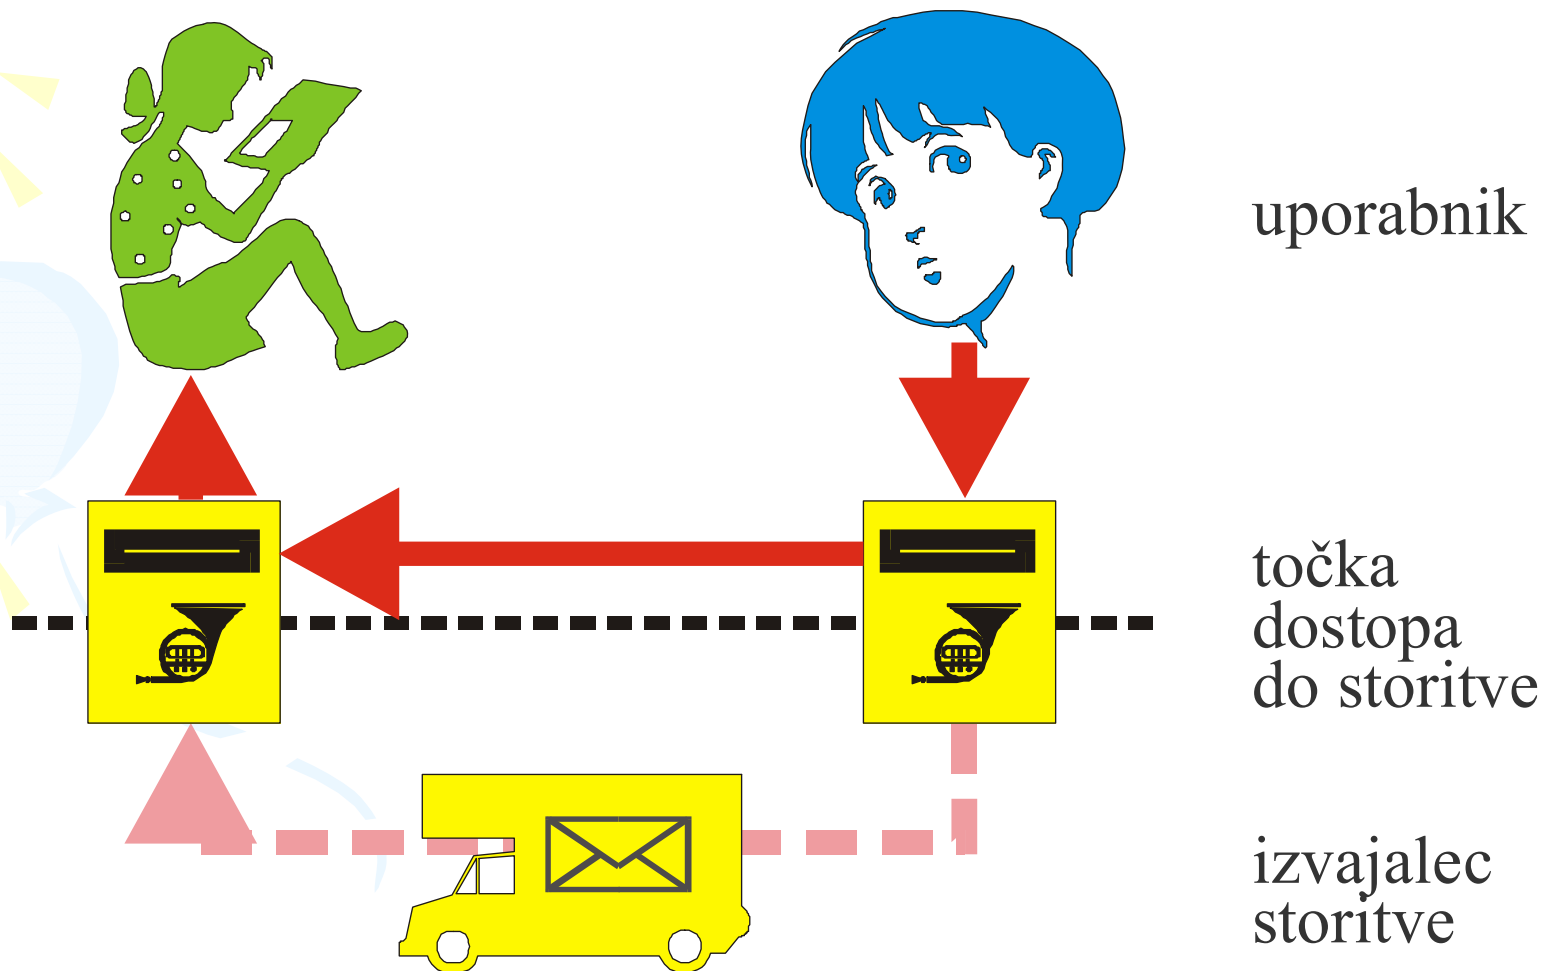 uporabnik
točka
dostopa
do storitve
izvajalec
storitve